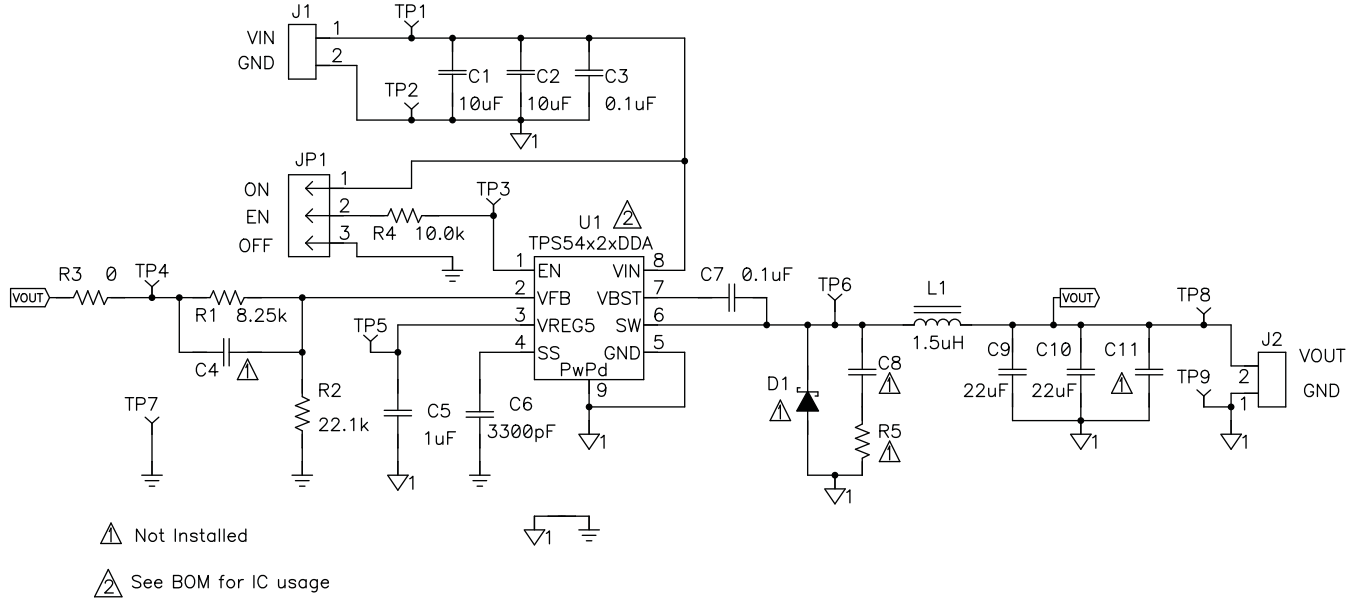 J1
TP1
VIN 1
GND 2
TP2
C1
10uF
C2
10uF
C3
0.1uF
1
JP1
ON 1
EN 2
OFF 3
R4 10.0k
TP3
U1 2
TPS54x2xDDA
1 EN
2 VFB
3 VREG5
4 SS
VIN 8
VBST 7
SW 6
GND 5
PwPd
9
1
VOUT
R3 0
TP4
R1 8.25k
C4 1
R2
22.1k
TP5
C5
1uF
1
C6
3300pF
TP7
C7 0.1uF
TP6
L1
1.5uH
D1
1
C8
1
R5
1
1
VOUT
C9
22uF
C10
22uF
C11
1
1
TP8
J2
VOUT
2
GND
1
TP9
1
1
1 Not Installed
2 See BOM for IC usage